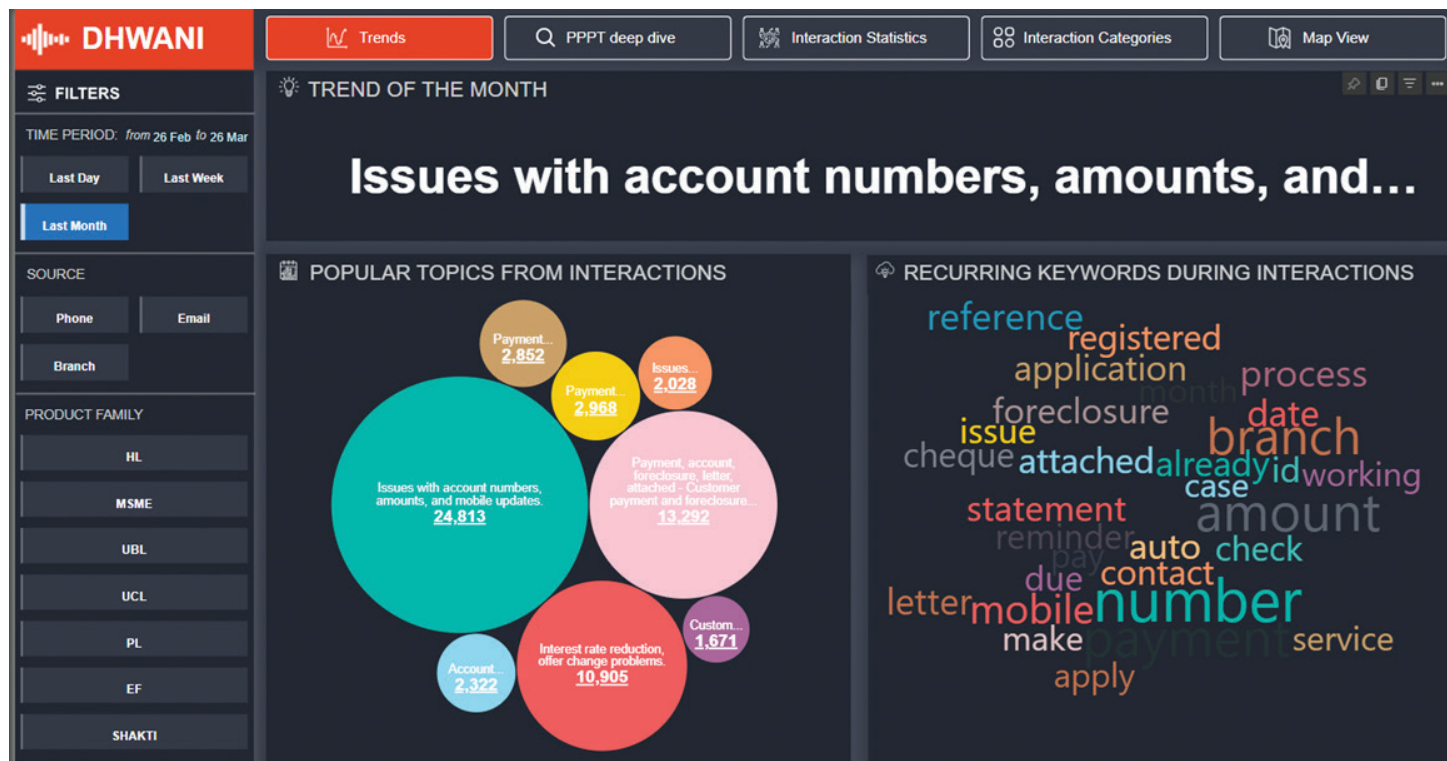 DHWANI
Trends
PPPT deep dive
Interaction Statistics
Interaction Categories
Map View
FILTERS
TIME PERIOD: from 26 Feb to 26 Mar
Last Day
Last Week
Last Month
SOURCE
Phone
Email
Branch
PRODUCT FAMILY
HL
MSME
UBL
UCL
PL
EF
SHAKTI
TREND OF THE MONTH
Issues with account numbers, amounts, and...
POPULAR TOPICS FROM INTERACTIONS
Payment...
2,852
Issues...
2,028
Payment...
2,968
Payment, account,
foreclosure, letter,
attached - Customer
payment and foreclosure...
13,292
Issues with account numbers,
amounts, and mobile updates.
24,813
Custom...
1,671
Interest rate reduction,
offer change problems.
10,905
Account...
2,322
RECURRING KEYWORDS DURING INTERACTIONS
reference
registered
application
month
process
foreclosure
date
issue
branch
cheque
attached
already
id
working
case
statement
amount
reminder
pay
auto
check
due
contact
letter
mobile
number
make
payment
service
apply